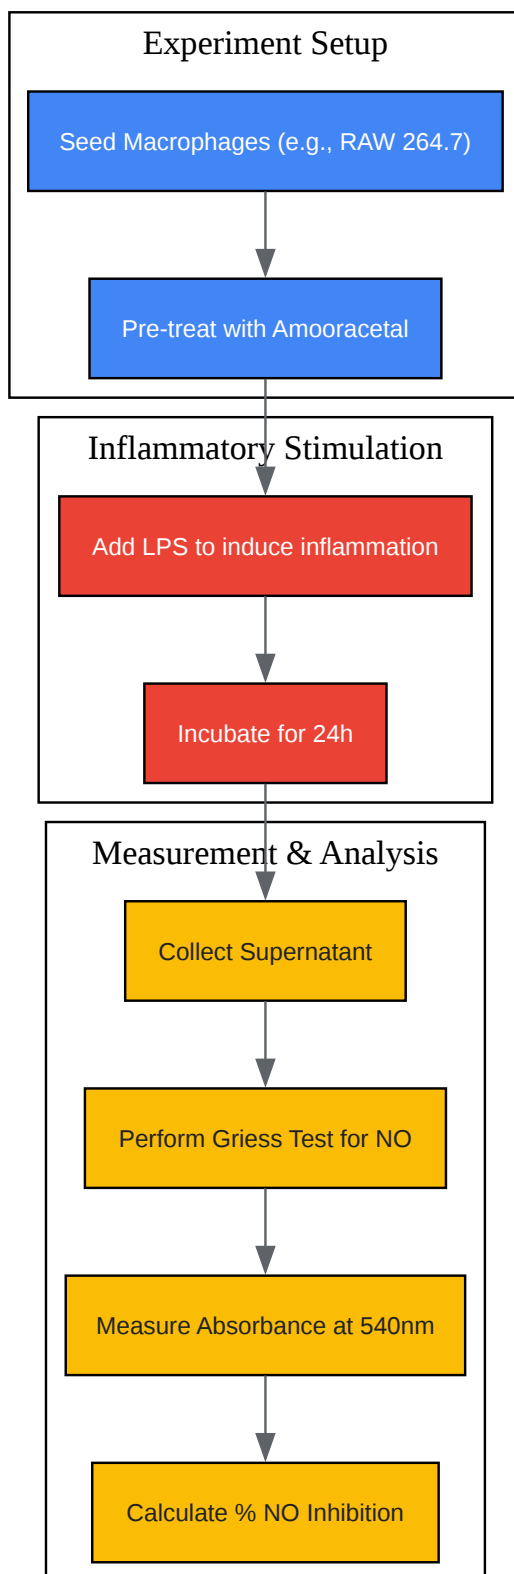 Experiment Setup
Seed Macrophages (e.g., RAW 264.7)
Pre-treat with Amooracetal
Inflammatory Stimulation
Add LPS to induce inflammation
Incubate for 24h
Measurement & Analysis
Collect Supernatant
Perform Griess Test for NO
Measure Absorbance at 540nm
Calculate % NO Inhibition